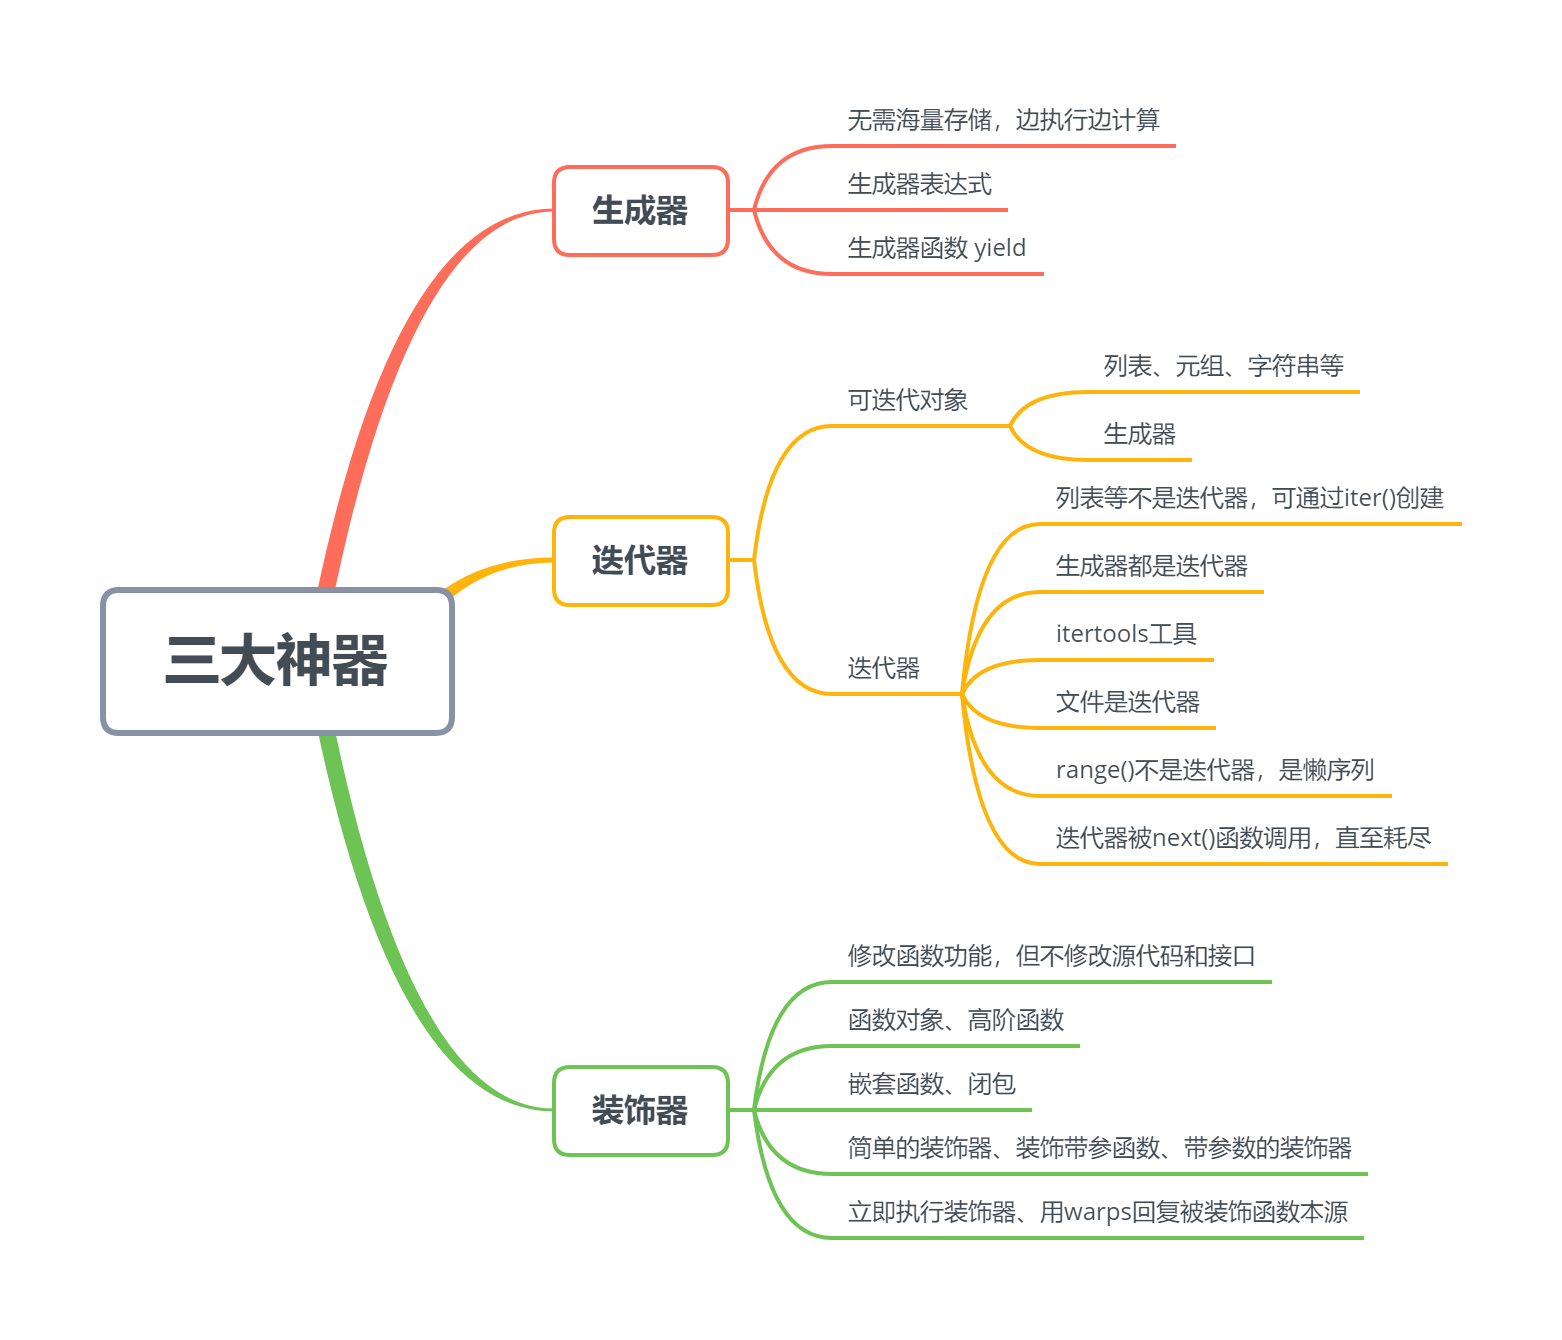 三大神器
生成器
无需海量存储，边执行边计算
生成器表达式
生成器函数 yield
迭代器
可迭代对象
列表、元组、字符串等
生成器
迭代器
列表等不是迭代器，可通过iter()创建
生成器都是迭代器
itertools工具
文件是迭代器
range()不是迭代器，是懒序列
迭代器被next()函数调用，直至耗尽
装饰器
修改函数功能，但不修改源代码和接口
函数对象、高阶函数
嵌套函数、闭包
简单的装饰器、装饰带参函数、带参数的装饰器
立即执行装饰器、用warps回复被装饰函数本源